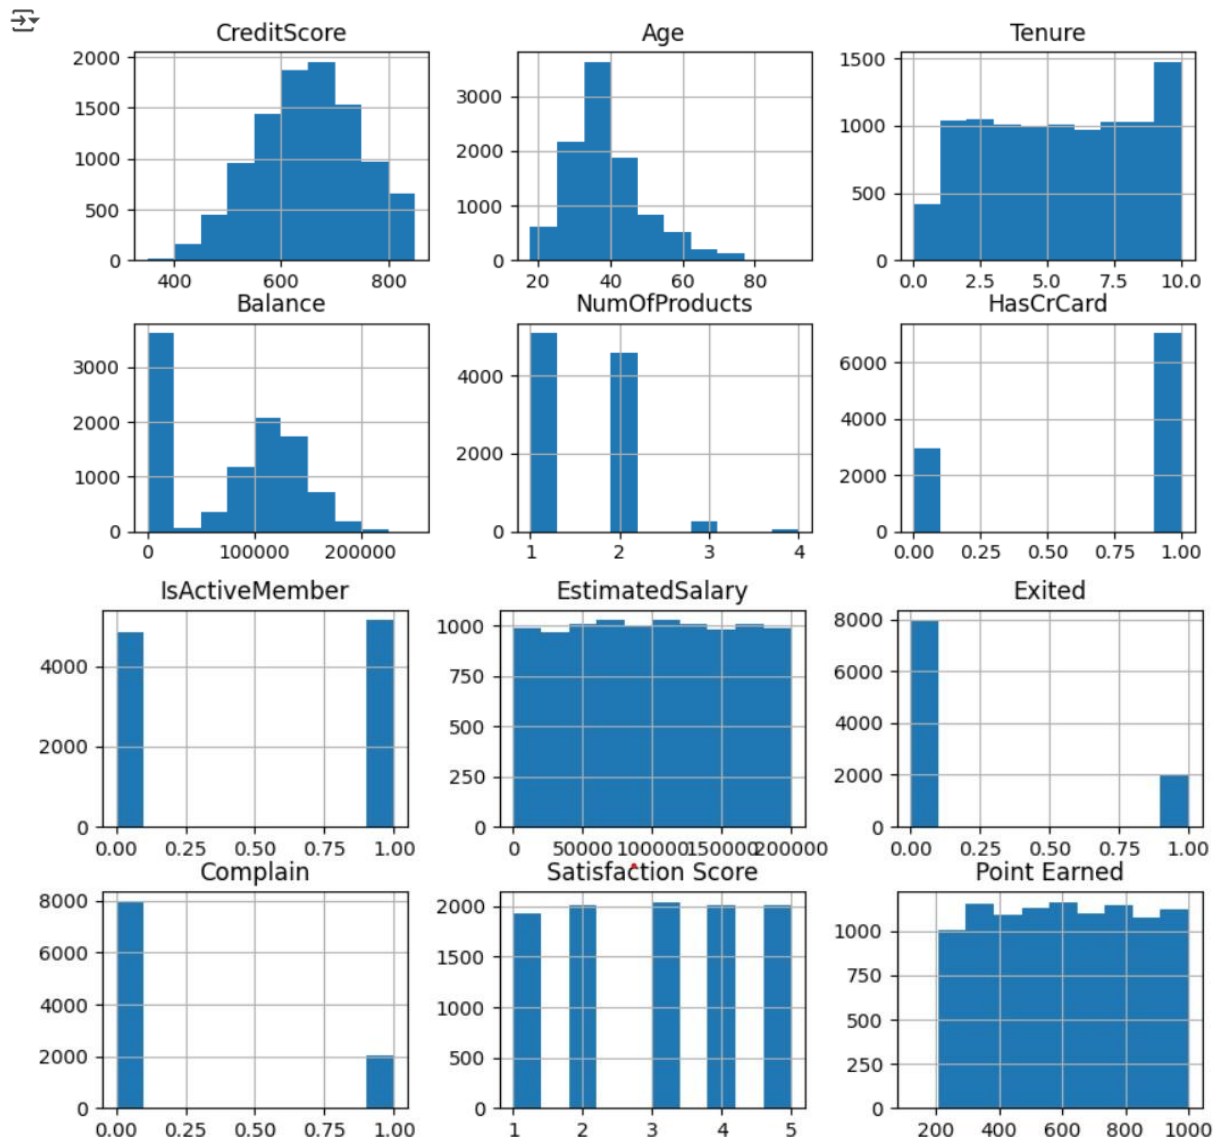 CreditScore
2000
1500
1000
500
0
400 600 800
Age
3000
2000
1000
0
20 40 60 80
Tenure
1500
1000
500
0
0.0 2.5 5.0 7.5 10.0
Balance
3000
2000
1000
0
0 100000 200000
NumOfProducts
4000
2000
0
1 2 3 4
HasCrCard
6000
4000
2000
0
0.00 0.25 0.50 0.75 1.00
IsActiveMember
4000
2000
0
0.00 0.25 0.50 0.75 1.00
EstimatedSalary
1000
750
500
250
0
0 50000 100000 150000 200000
Exited
8000
6000
4000
2000
0
0.00 0.25 0.50 0.75 1.00
Complain
8000
6000
4000
2000
0
0.00 0.25 0.50 0.75 1.00
Satisfaction Score
2000
1500
1000
500
0
1 2 3 4 5
Point Earned
1000
750
500
250
0
200 400 600 800 1000